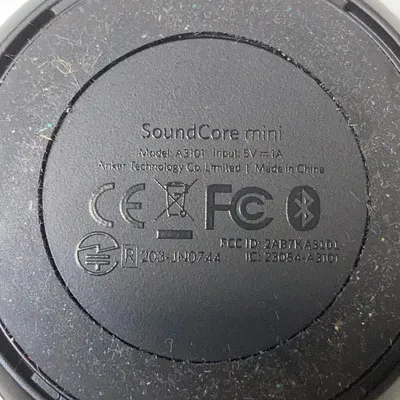 SoundCore mini
Model: A3101 Input: 5V⎓1A
Anker Technology Co. Limited | Made in China
CE FC
FCC ID: 2AB7KA3101
R 203-JN0744 IC: 23054-A3101